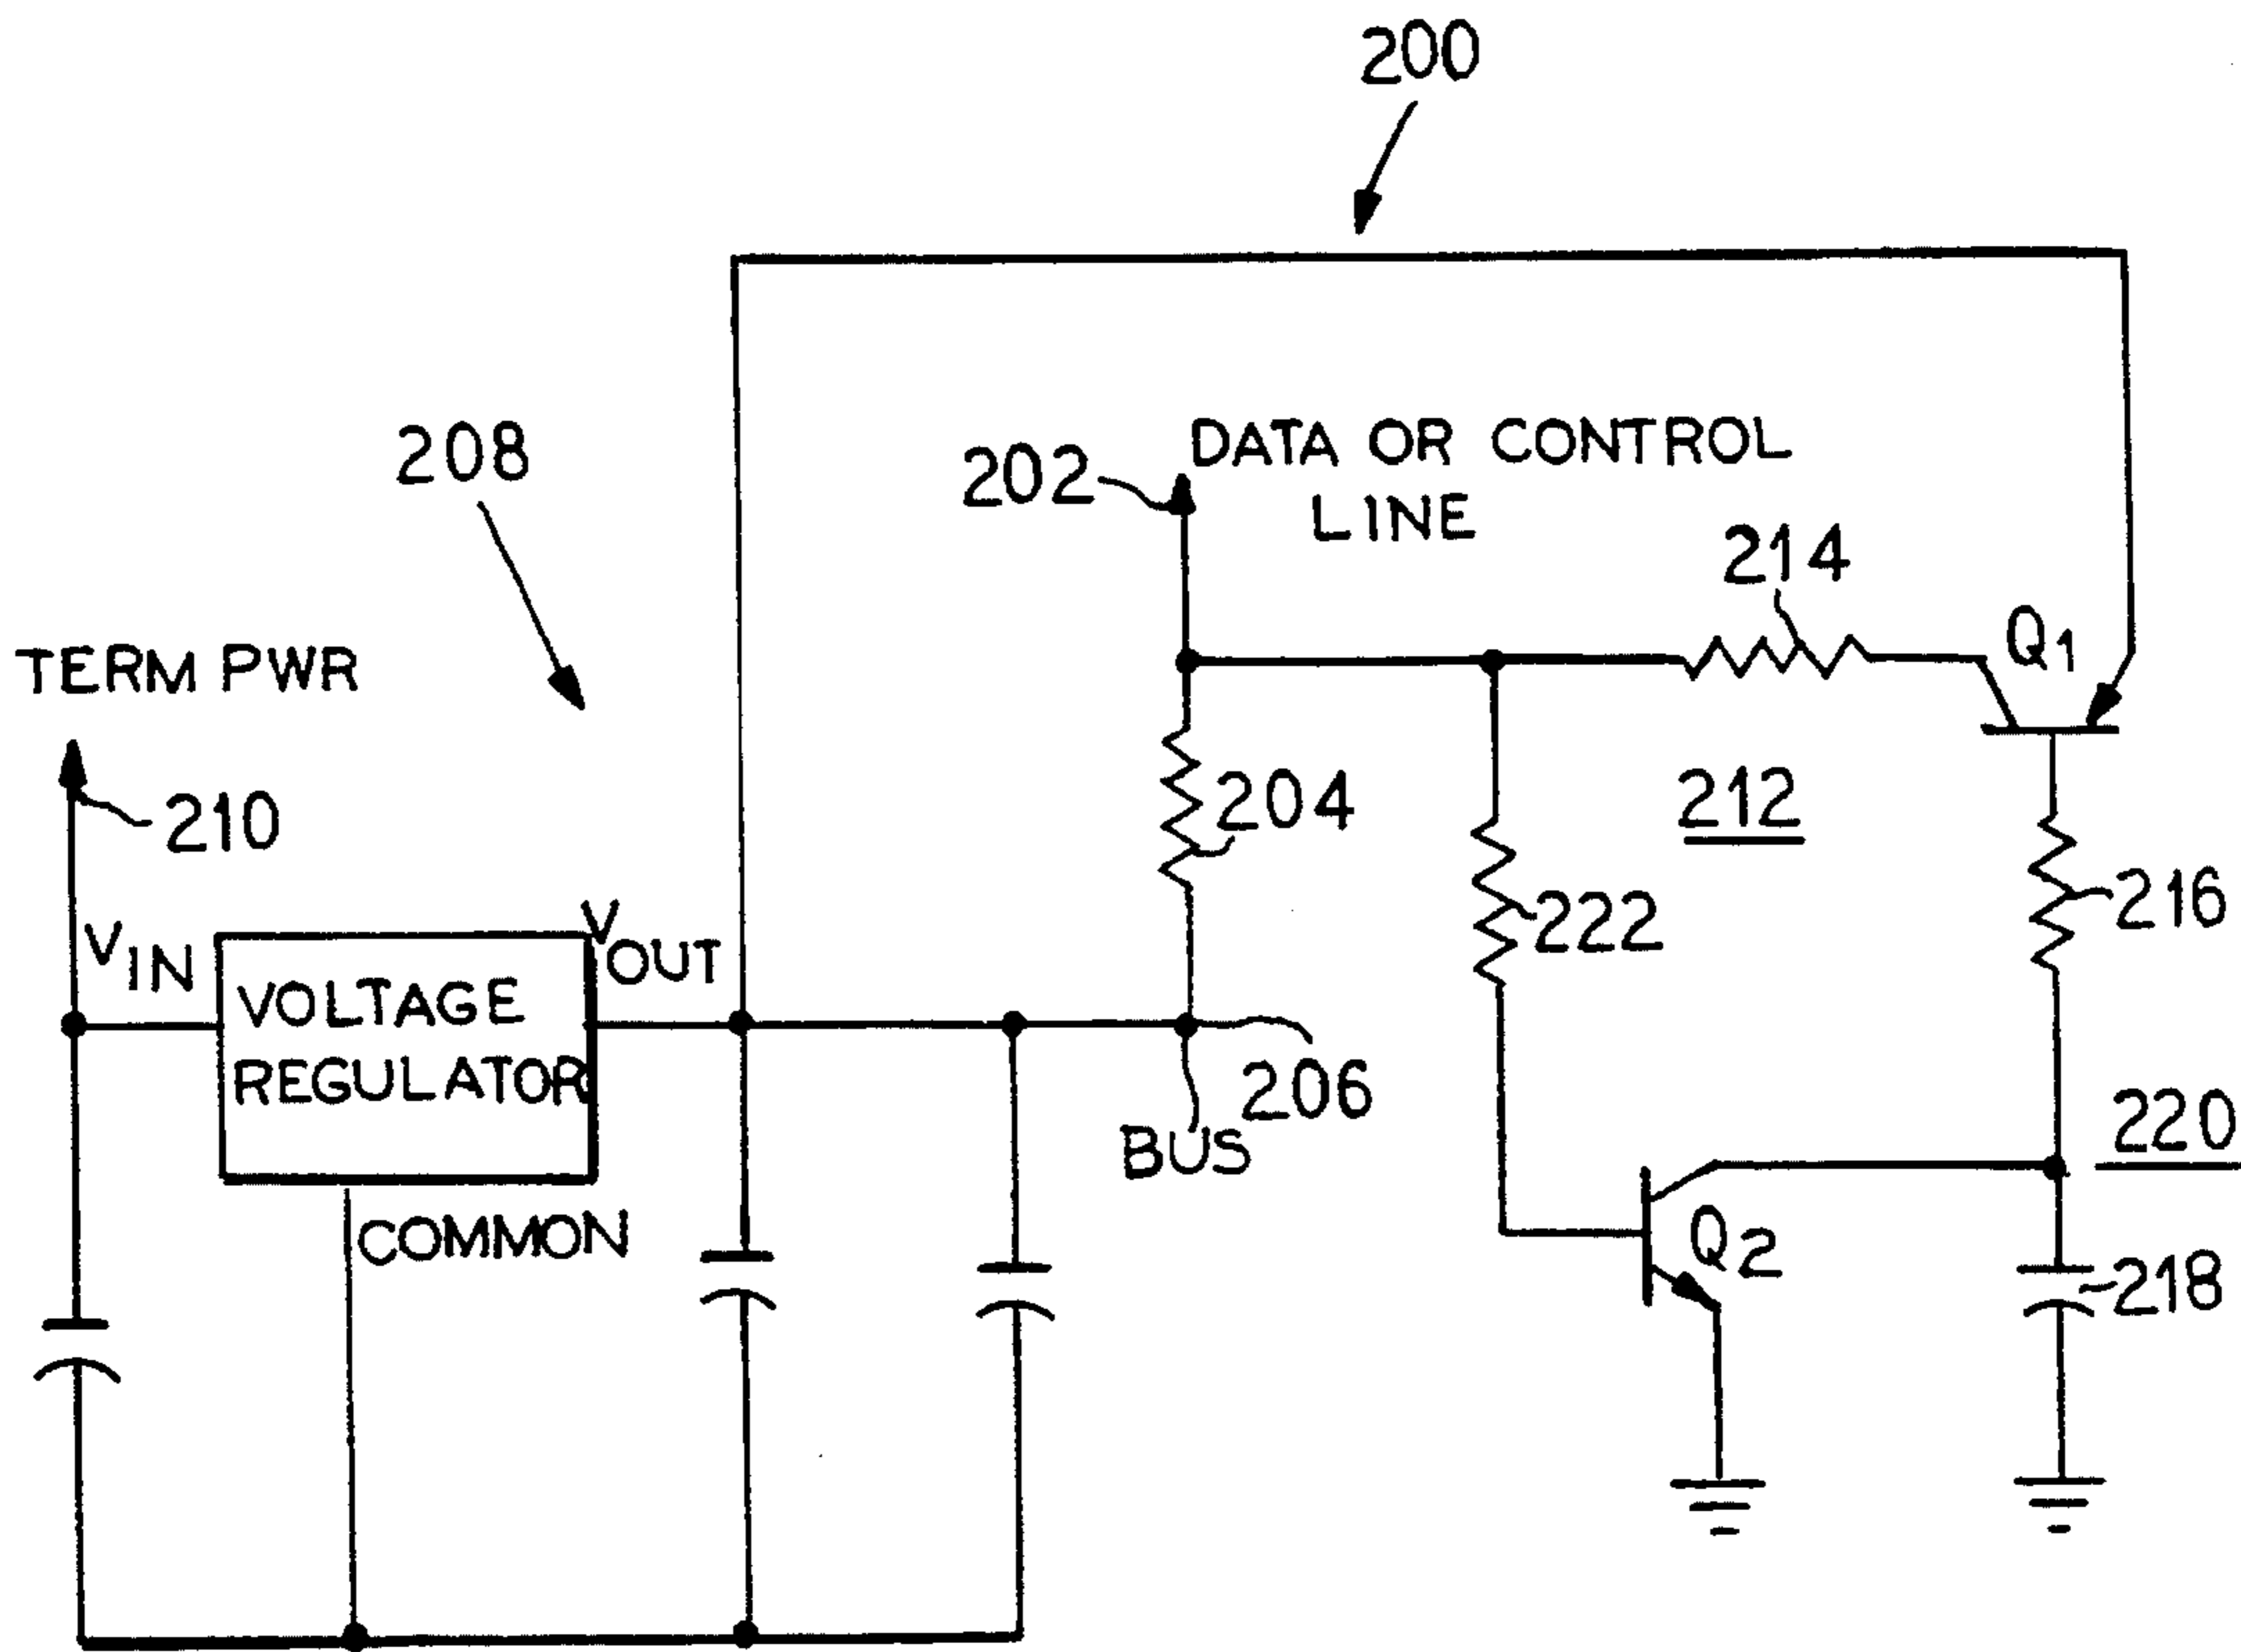 200
208
202
DATA OR CONTROL
LINE
214
Q1
TERM PWR
210
204
212
216
222
VIN
VOUT
VOLTAGE
REGULATOR
206
BUS
220
COMMON
Q2
218